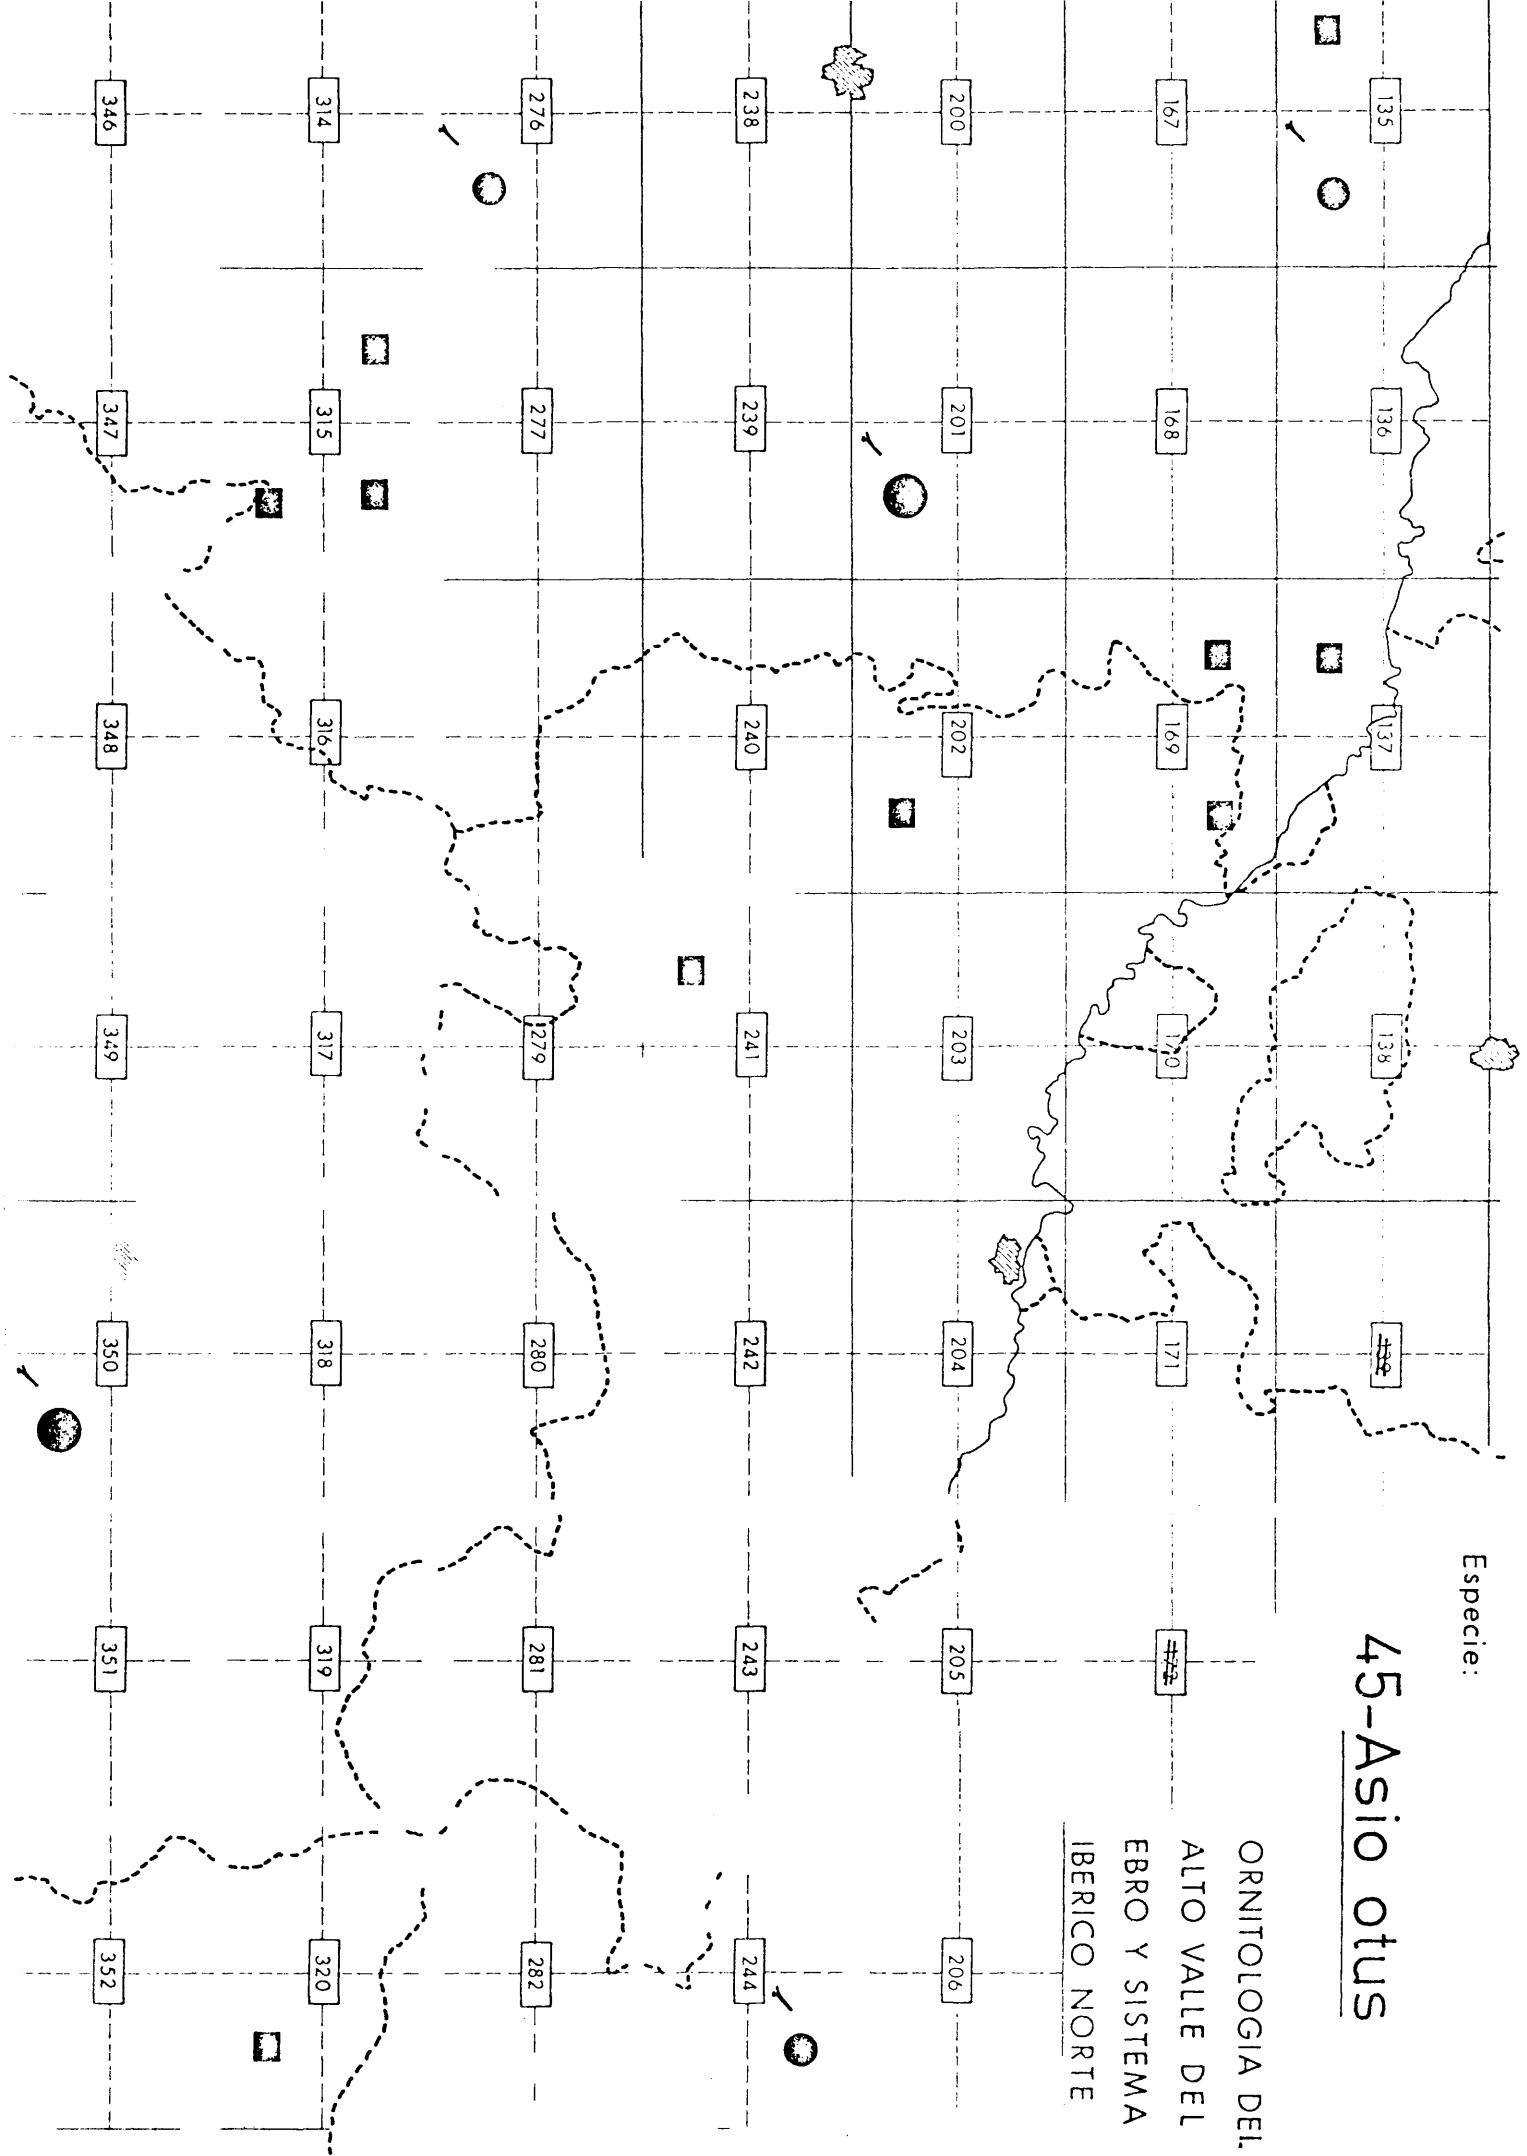 Especie:
45-Asio otus
ORNITOLOGIA DEL
ALTO VALLE DEL
EBRO Y SISTEMA
IBERICO NORTE
135 136 137 138
167 168 169 170 171
200 201 202 203 204 205 206
238 239 240 241 242 243 244
276 277 279 280 281 282
314 315 316 317 318 319 320
346 347 348 349 350 351 352